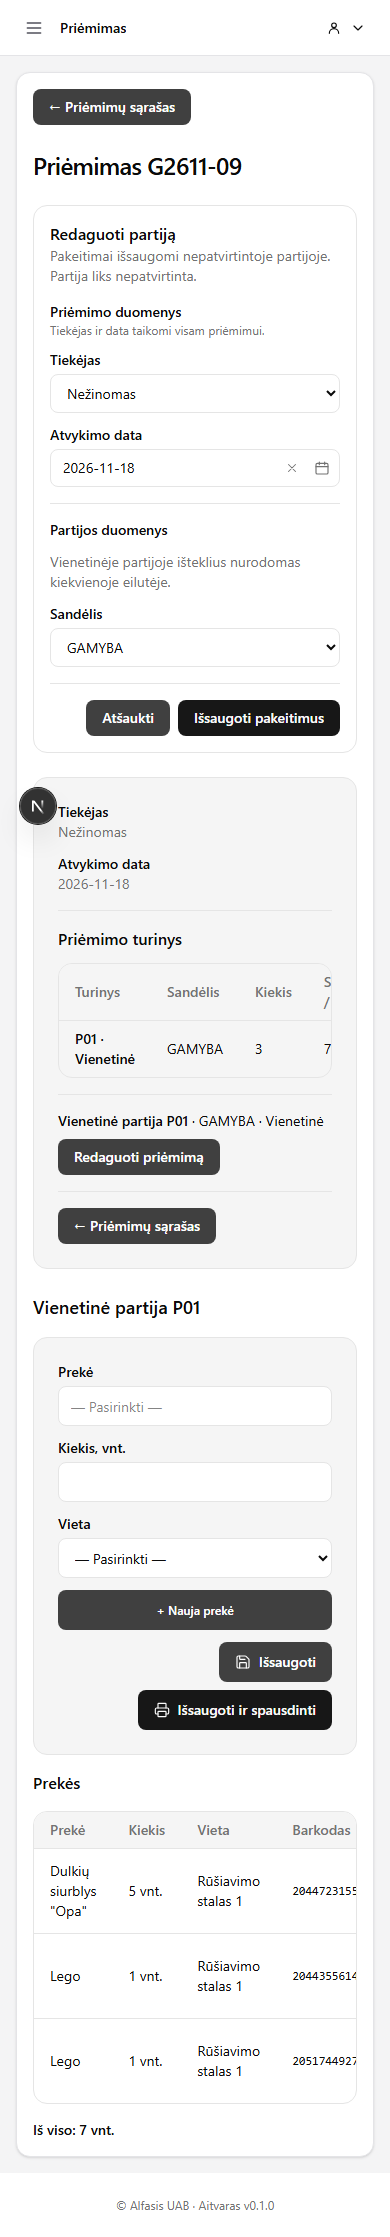 Priėmimas
← Priėmimų sąrašas
Priėmimas G2611-09
Redaguoti partiją
Pakeitimai išsaugomi nepatvirtintoje partijoje.
Partija liks nepatvirtinta.
Priėmimo duomenys
Tiekėjas ir data taikomi visam priėmimui.
Tiekėjas
Nežinomas
Atvykimo data
2026-11-18
Partijos duomenys
Vienetinėje partijoje išteklius nurodomas
kiekvienoje eilutėje.
Sandėlis
GAMYBA
Atšaukti Išsaugoti pakeitimus
N
Tiekėjas
Nežinomas
Atvykimo data
2026-11-18
Priėmimo turinys
Turinys Sandėlis Kiekis S
/
P01 ·
Vienetinė GAMYBA 3 7
Vienetinė partija P01 · GAMYBA · Vienetinė
Redaguoti priėmimą
← Priėmimų sąrašas
Vienetinė partija P01
Prekė
— Pasirinkti —
Kiekis, vnt.
Vieta
— Pasirinkti —
+ Nauja prekė
Išsaugoti
Išsaugoti ir spausdinti
Prekės
Prekė Kiekis Vieta Barkodas
Dulkių
siurblys
"Opa" 5 vnt. Rūšiavimo
stalas 1 2044723155
Lego 1 vnt. Rūšiavimo
stalas 1 2044355614
Lego 1 vnt. Rūšiavimo
stalas 1 2051744927
Iš viso: 7 vnt.
© Alfasis UAB · Aitvaras v0.1.0